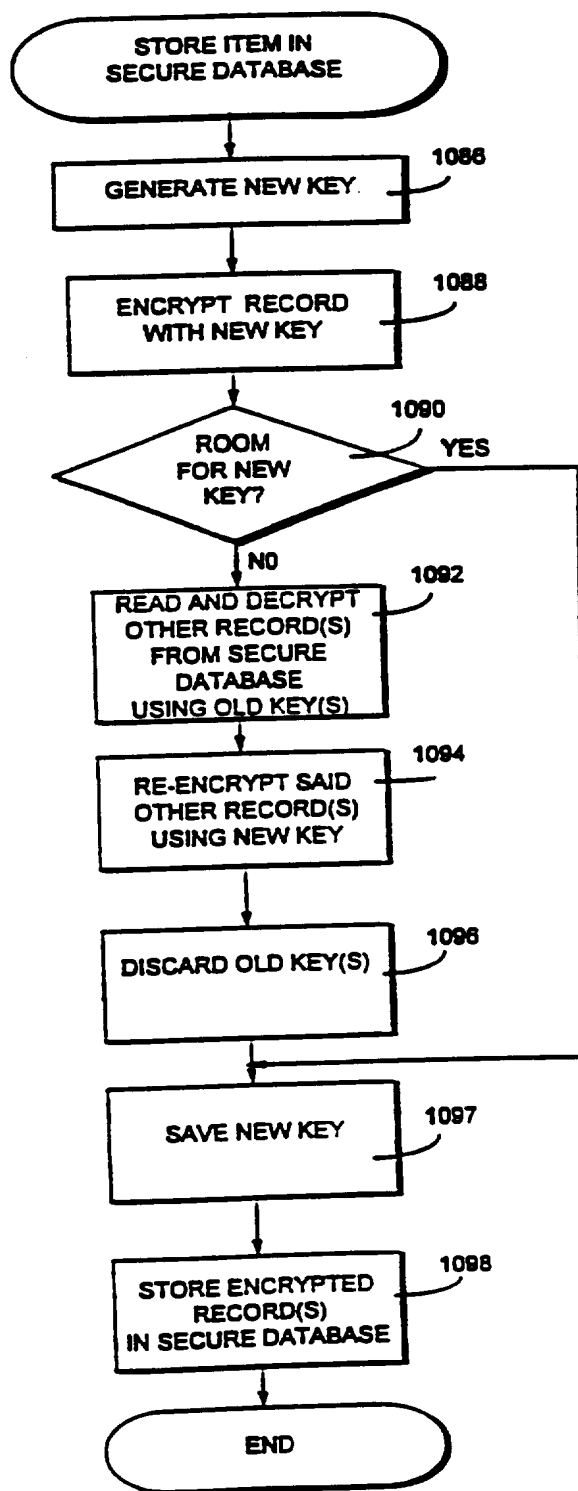 STORE ITEM IN
SECURE DATABASE
1086
GENERATE NEW KEY
1088
ENCRYPT RECORD
WITH NEW KEY
1090
ROOM
FOR NEW
KEY?
YES
NO
1092
READ AND DECRYPT
OTHER RECORD(S)
FROM SECURE
DATABASE
USING OLD KEY(S)
1094
RE-ENCRYPT SAID
OTHER RECORD(S)
USING NEW KEY
1096
DISCARD OLD KEY(S)
SAVE NEW KEY
1097
1098
STORE ENCRYPTED
RECORD(S)
IN SECURE DATABASE
END